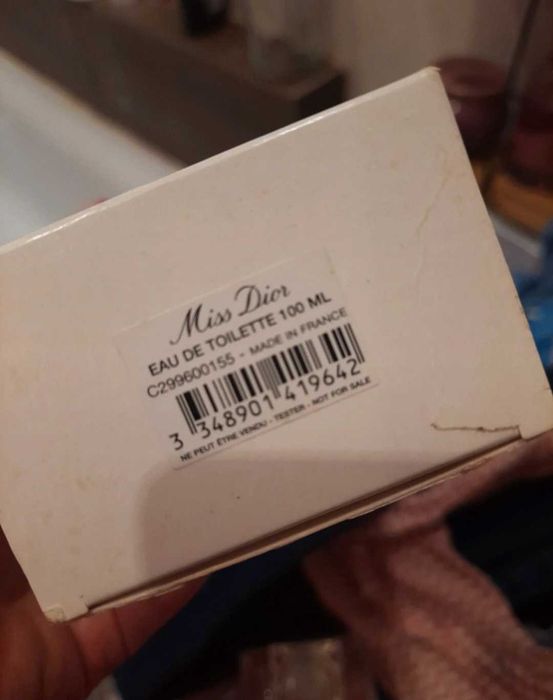 Miss Dior
EAU DE TOILETTE 100 ML
C299600155 - MADE IN FRANCE
3 348901 419642
NE PEUT ÊTRE VENDU - TESTER - NOT FOR SALE